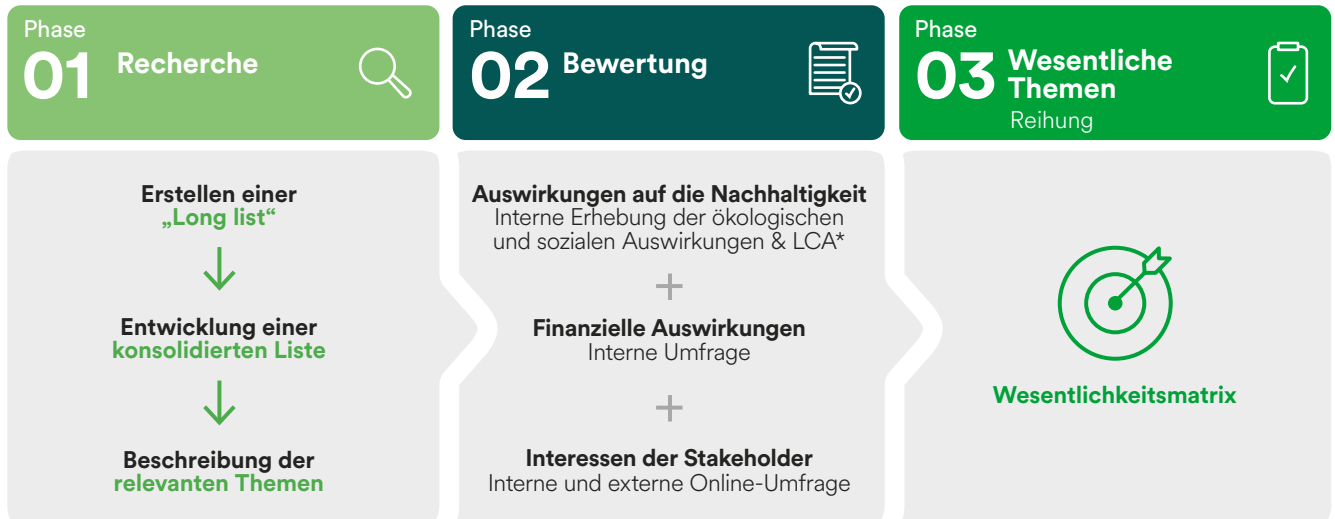 Phase
01 Recherche
Erstellen einer
„Long list“
Entwicklung einer
konsolidierten Liste
Beschreibung der
relevanten Themen
Phase
02 Bewertung
Auswirkungen auf die Nachhaltigkeit
Interne Erhebung der ökologischen
und sozialen Auswirkungen & LCA*
+
Finanzielle Auswirkungen
Interne Umfrage
+
Interessen der Stakeholder
Interne und externe Online-Umfrage
Phase
03 Wesentliche
Themen
Reihung
Wesentlichkeitsmatrix